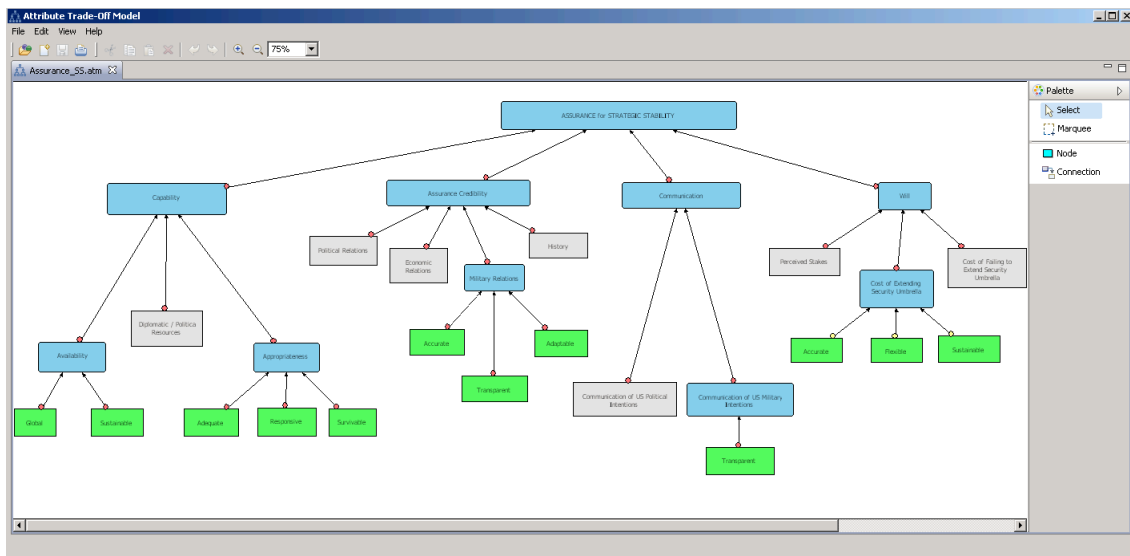 Attribute Trade-Off Model
File Edit View Help
75%
Assurance_SS.atm
Palette
Select
Marquee
Node
Connection
ASSURANCE for STRATEGIC STABILITY
Capability
Assurance Credibility
Communication
Will
Political Relations
Economic
Relations
History
Military Relations
Perceived Stakes
Cost of Failing to
Extend Security
Umbrella
Cost of Extending
Security Umbrella
Diplomatic / Politica
Resources
Availability
Appropriateness
Accurate
Adaptable
Transparent
Accurate
Flexible
Sustainable
Communication of US Political
Intentions
Communication of US Military
Intentions
Global
Sustainable
Adequate
Responsive
Survivable
Transparent